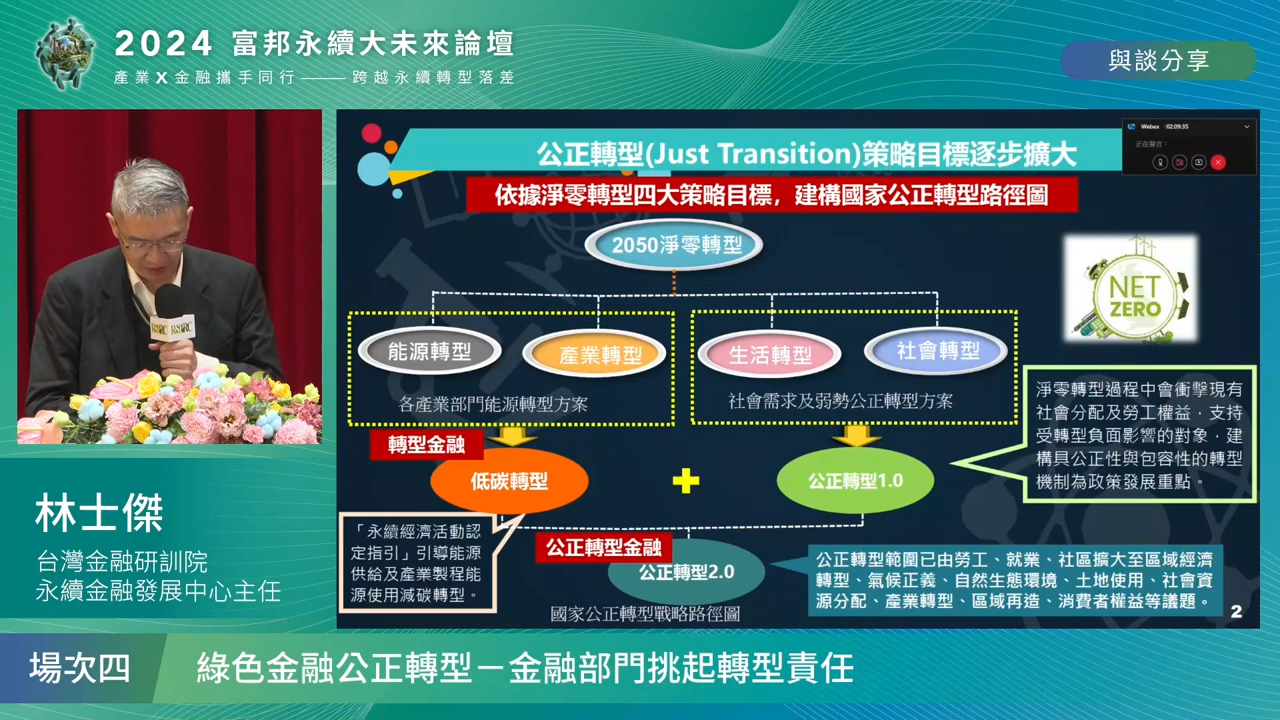 2024 富邦永續大未來論壇
產業X金融攜手同行——跨越永續轉型落差
與談分享
公正轉型(Just Transition)策略目標逐步擴大
Webex 02:09:35
正在發言：
依據淨零轉型四大策略目標，建構國家公正轉型路徑圖
2050淨零轉型
NET
ZERO
能源轉型
產業轉型
生活轉型
社會轉型
各產業部門能源轉型方案
社會需求及弱勢公正轉型方案
淨零轉型過程中會衝擊現有
社會分配及勞工權益，支持
受轉型負面影響的對象，建
構具公正性與包容性的轉型
機制為政策發展重點。
轉型金融
低碳轉型
公正轉型1.0
「永續經濟活動認
定指引」引導能源
供給及產業製程能
源使用減碳轉型。
公正轉型金融
公正轉型2.0
國家公正轉型戰略路徑圖
公正轉型範圍已由勞工、就業、社區擴大至區域經濟
轉型、氣候正義、自然生態環境、土地使用、社會資
源分配、產業轉型、區域再造、消費者權益等議題。
2
林士傑
台灣金融研訓院
永續金融發展中心主任
場次四
綠色金融公正轉型－金融部門挑起轉型責任